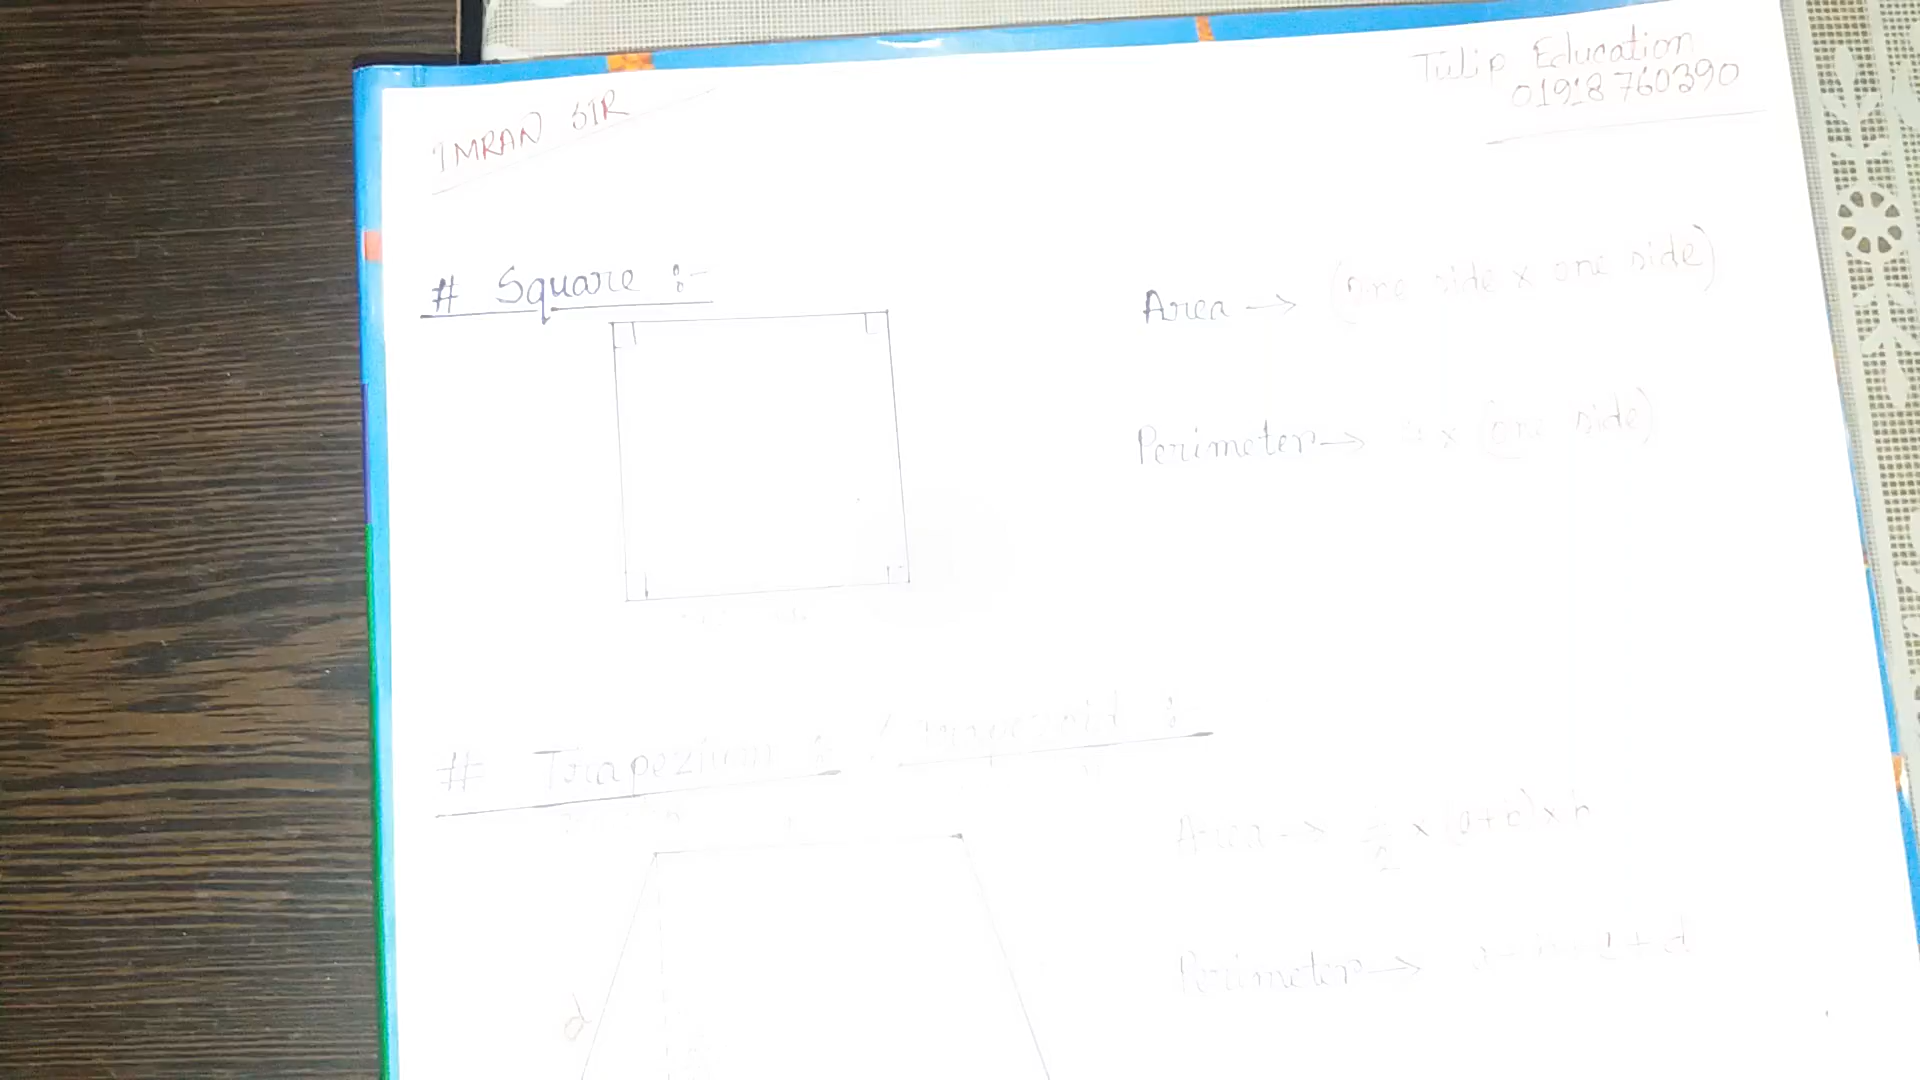 IMRAN SIR
Tulip Education
01918760390
# Square :-
Area → (one side x one side)
Perimeter → 4 x (one side)
# Trapezium :- / Trapezoid :-
Area → 1/2 x (a+c) x h
Perimeter →
d